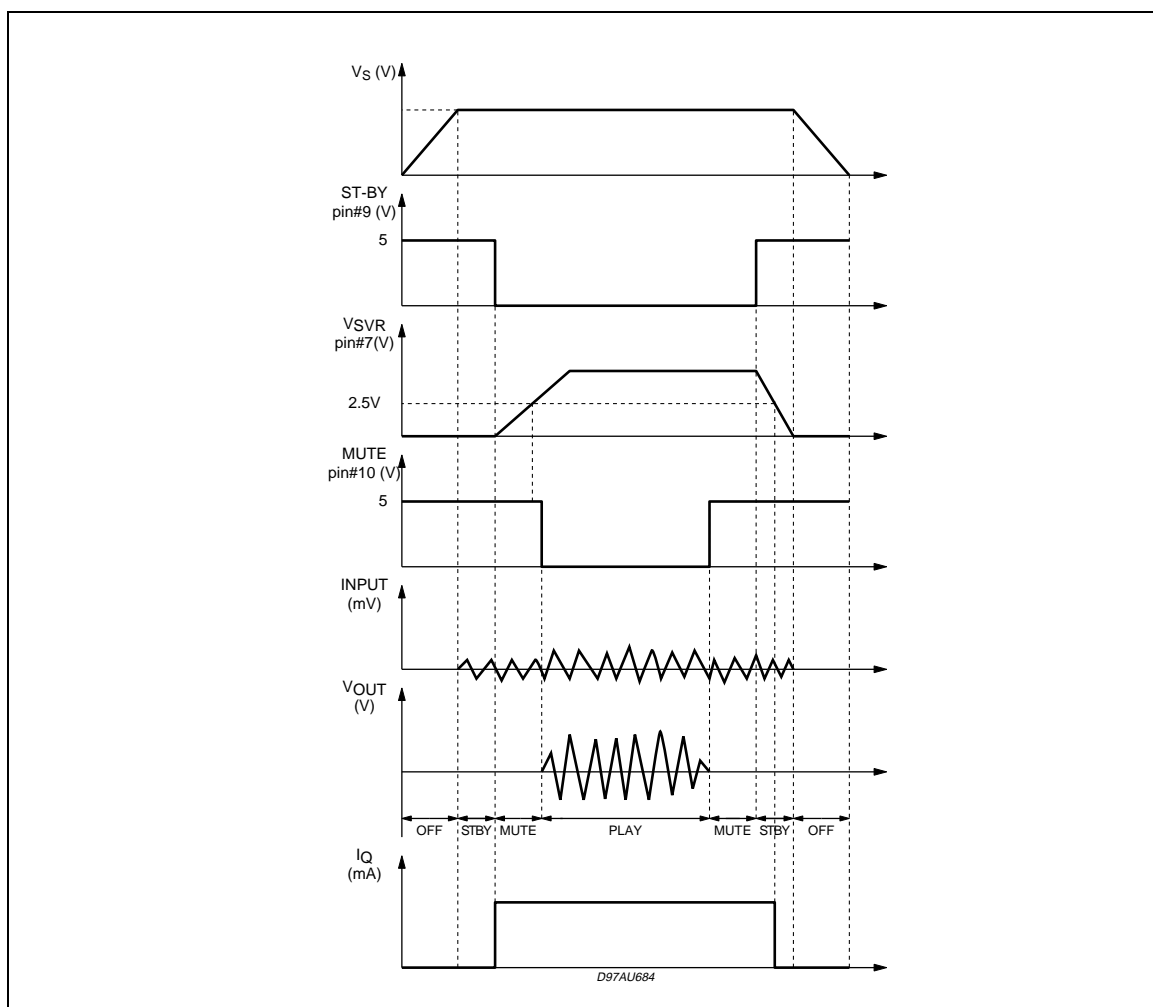 VS (V)
ST-BY
pin#9 (V)
5
VSVR
pin#7(V)
2.5V
MUTE
pin#10 (V)
5
INPUT
(mV)
VOUT
(V)
OFF STBY MUTE PLAY MUTE STBY OFF
IQ
(mA)
D97AU684